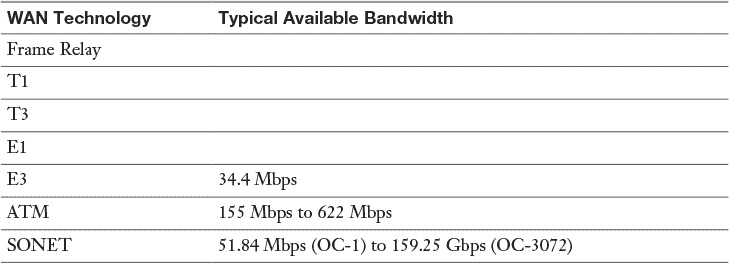 WAN Technology Typical Available Bandwidth
Frame Relay
T1
T3
E1
E3 34.4 Mbps
ATM 155 Mbps to 622 Mbps
SONET 51.84 Mbps (OC-1) to 159.25 Gbps (OC-3072)